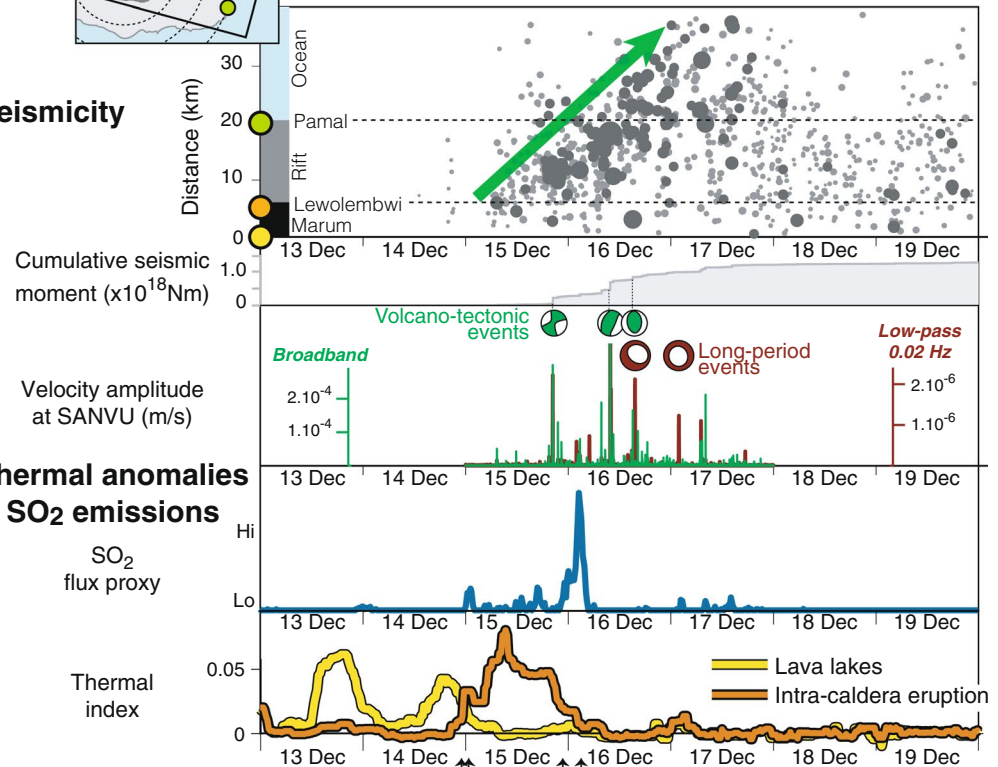 30
20
10
0
Distance (km)
Ocean
Rift
Pamal
Lewolembwi
Marum
eismicity
13 Dec 14 Dec 15 Dec 16 Dec 17 Dec 18 Dec 19 Dec
Cumulative seismic
moment (x10¹⁸Nm)
1.0
0
Volcano-tectonic
events
Long-period
events
Broadband
2.10⁻⁴
1.10⁻⁴
Low-pass
0.02 Hz
2.10⁻⁶
1.10⁻⁶
Velocity amplitude
at SANVU (m/s)
13 Dec 14 Dec 15 Dec 16 Dec 17 Dec 18 Dec 19 Dec
hermal anomalies
SO₂ emissions
SO₂
flux proxy
Hi
Lo
13 Dec 14 Dec 15 Dec 16 Dec 17 Dec 18 Dec 19 Dec
Thermal
index
0.05
0
Lava lakes
Intra-caldera eruption
13 Dec 14 Dec 15 Dec 16 Dec 17 Dec 18 Dec 19 Dec